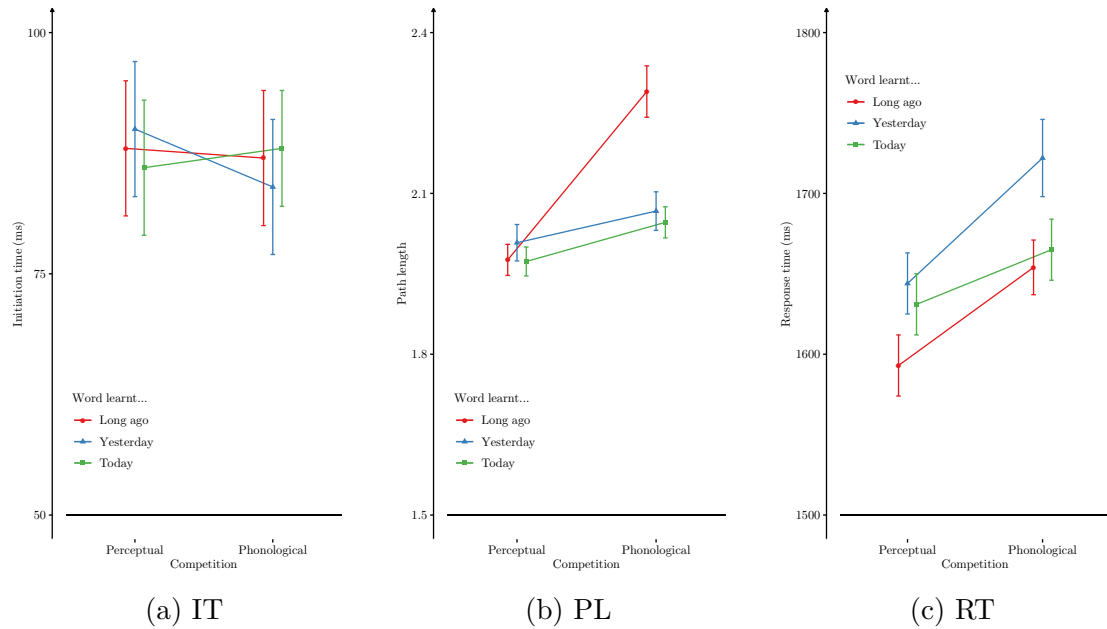 100
75
50
Initiation time (ms)
Word learnt...
Long ago
Yesterday
Today
Perceptual
Phonological
Competition
(a) IT
2.4
2.1
1.8
1.5
Path length
Word learnt...
Long ago
Yesterday
Today
Perceptual
Phonological
Competition
(b) PL
1800
1700
1600
1500
Response time (ms)
Word learnt...
Long ago
Yesterday
Today
Perceptual
Phonological
Competition
(c) RT